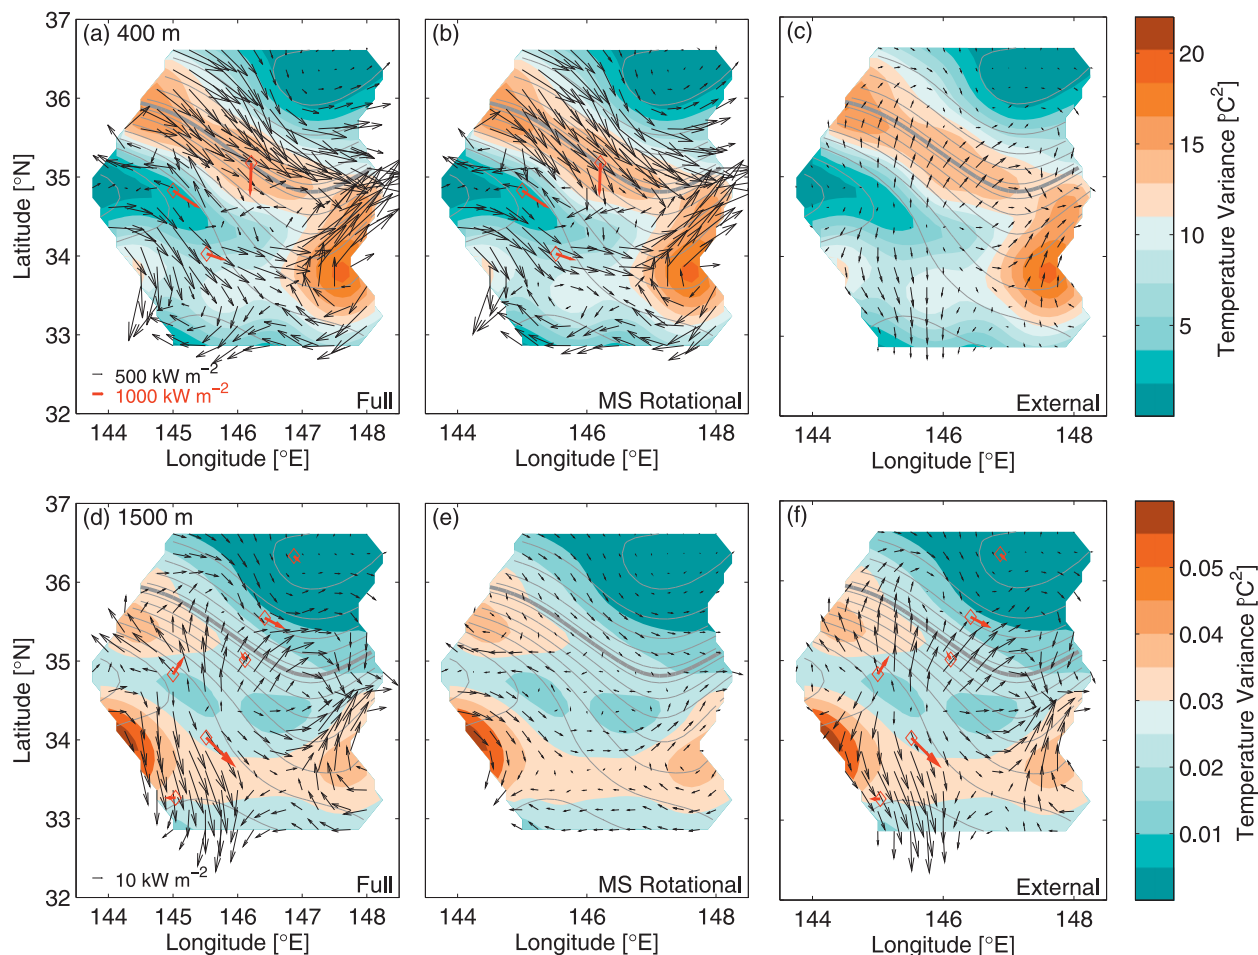 (a) 400 m
(b)
(c)
37
36
35
34
33
32
Latitude [°N]
500 kW m⁻²
1000 kW m⁻²
Full
MS Rotational
External
144 145 146 147 148
144 145 146 147 148
144 146 148
Longitude [°E]
Longitude [°E]
Longitude [°E]
20
15
10
5
Temperature Variance [°C²]
(d) 1500 m
(e)
(f)
37
36
35
34
33
32
Latitude [°N]
10 kW m⁻²
Full
MS Rotational
External
144 145 146 147 148
144 145 146 147 148
144 146 148
Longitude [°E]
Longitude [°E]
Longitude [°E]
0.05
0.04
0.03
0.02
0.01
Temperature Variance [°C²]